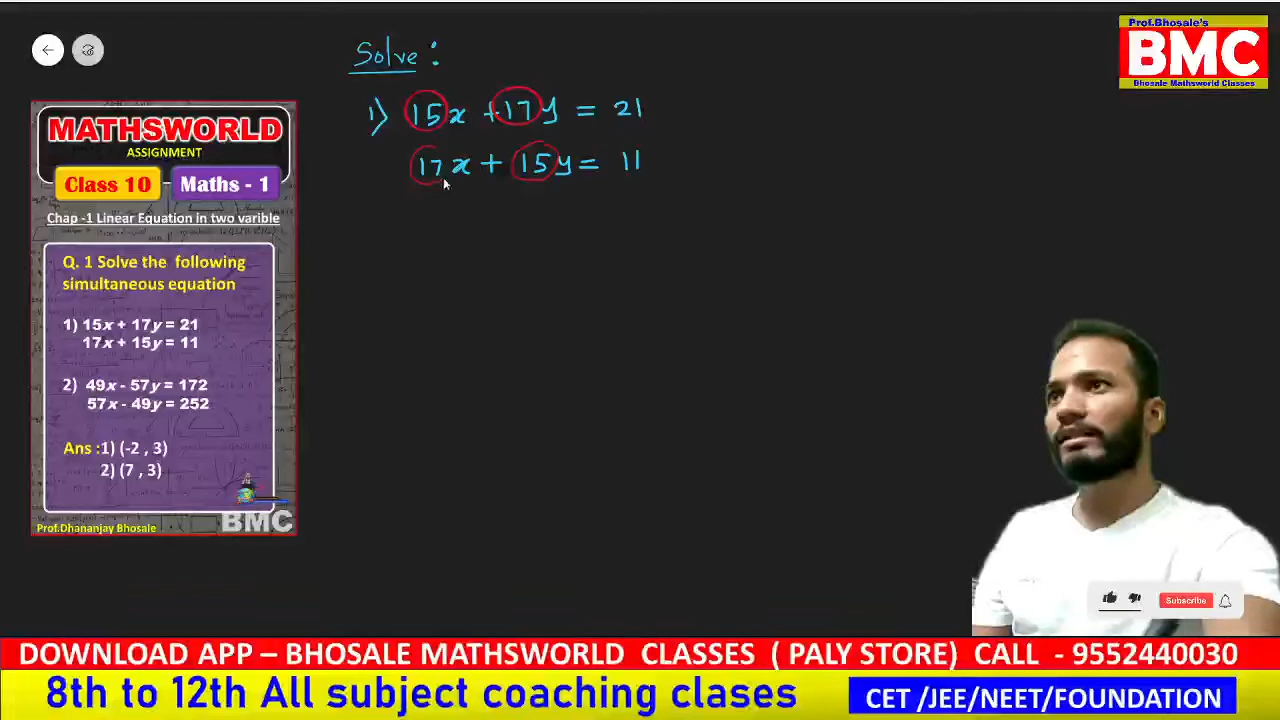 Prof.Bhosale's
BMC
Bhosale Mathsworld Classes
Solve :
1) 15x + 17y = 21
17x + 15y = 11
MATHSWORLD
ASSIGNMENT
Class 10
Maths - 1
Chap -1 Linear Equation in two varible
Q. 1 Solve the following
simultaneous equation
1) 15x + 17y = 21
17x + 15y = 11
2) 49x - 57y = 172
57x - 49y = 252
Ans :1) (-2 , 3)
2) (7 , 3)
BMC
Prof.Dhananjay Bhosale
Subscribe
DOWNLOAD APP – BHOSALE MATHSWORLD CLASSES ( PALY STORE) CALL - 9552440030
8th to 12th All subject coaching clases
CET /JEE/NEET/FOUNDATION